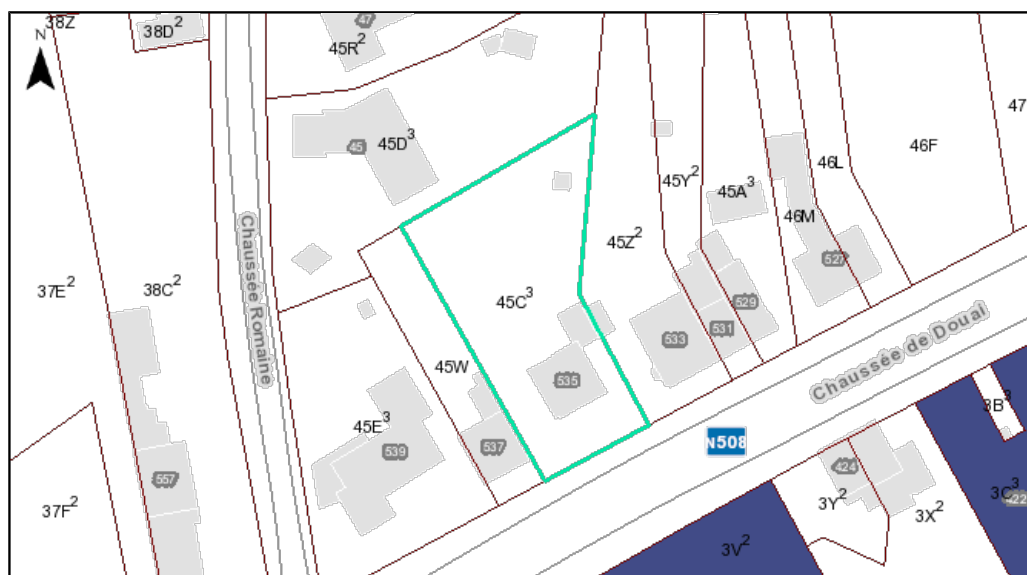 38Z
38D²
47
45R²
N
45
45D³
47
46F
46L
45Y²
45A³
46M
45Z²
Chaussée Romaine
527
37E²
38C²
45C³
529
531
533
Chaussée de Douai
45W
535
3B³
45E³
539
537
N508
424
557
3C³
422
37F²
3Y²
3X²
3V²